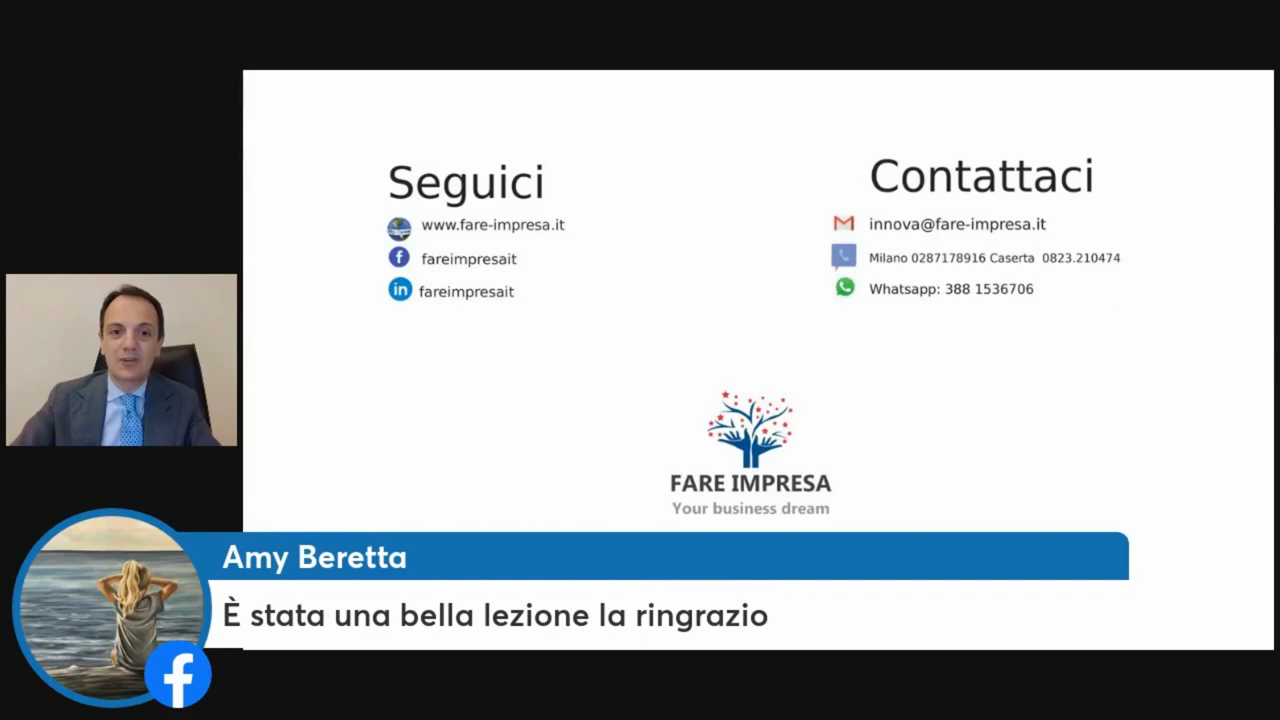 Seguici
www.fare-impresa.it
fareimpresait
fareimpresait
Contattaci
innova@fare-impresa.it
Milano 0287178916 Caserta 0823.210474
Whatsapp: 388 1536706
FARE IMPRESA
Your business dream
Amy Beretta
È stata una bella lezione la ringrazio